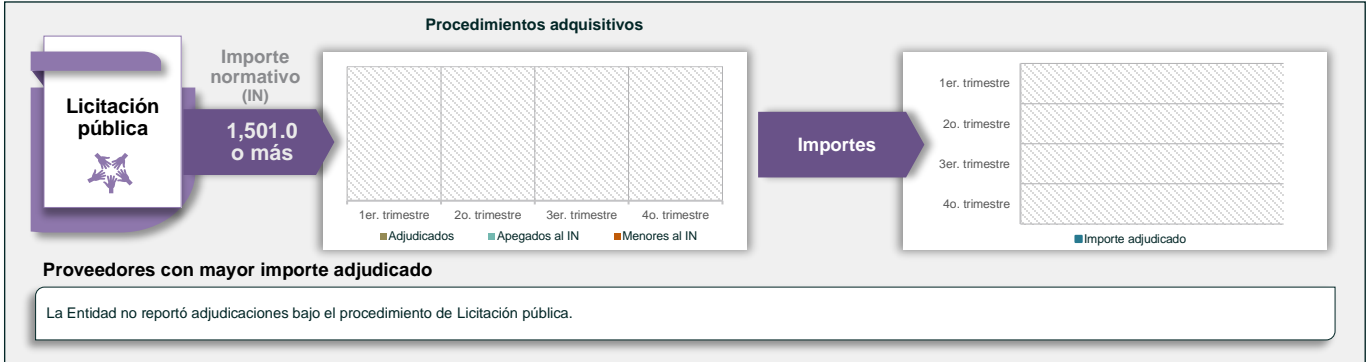 Procedimientos adquisitivos
Licitación
pública
Importe
normativo
(IN)
1,501.0
o más
1er. trimestre 2o. trimestre 3er. trimestre 4o. trimestre
Adjudicados Apegados al IN Menores al IN
Importes
1er. trimestre
2o. trimestre
3er. trimestre
4o. trimestre
Importe adjudicado
Proveedores con mayor importe adjudicado
La Entidad no reportó adjudicaciones bajo el procedimiento de Licitación pública.